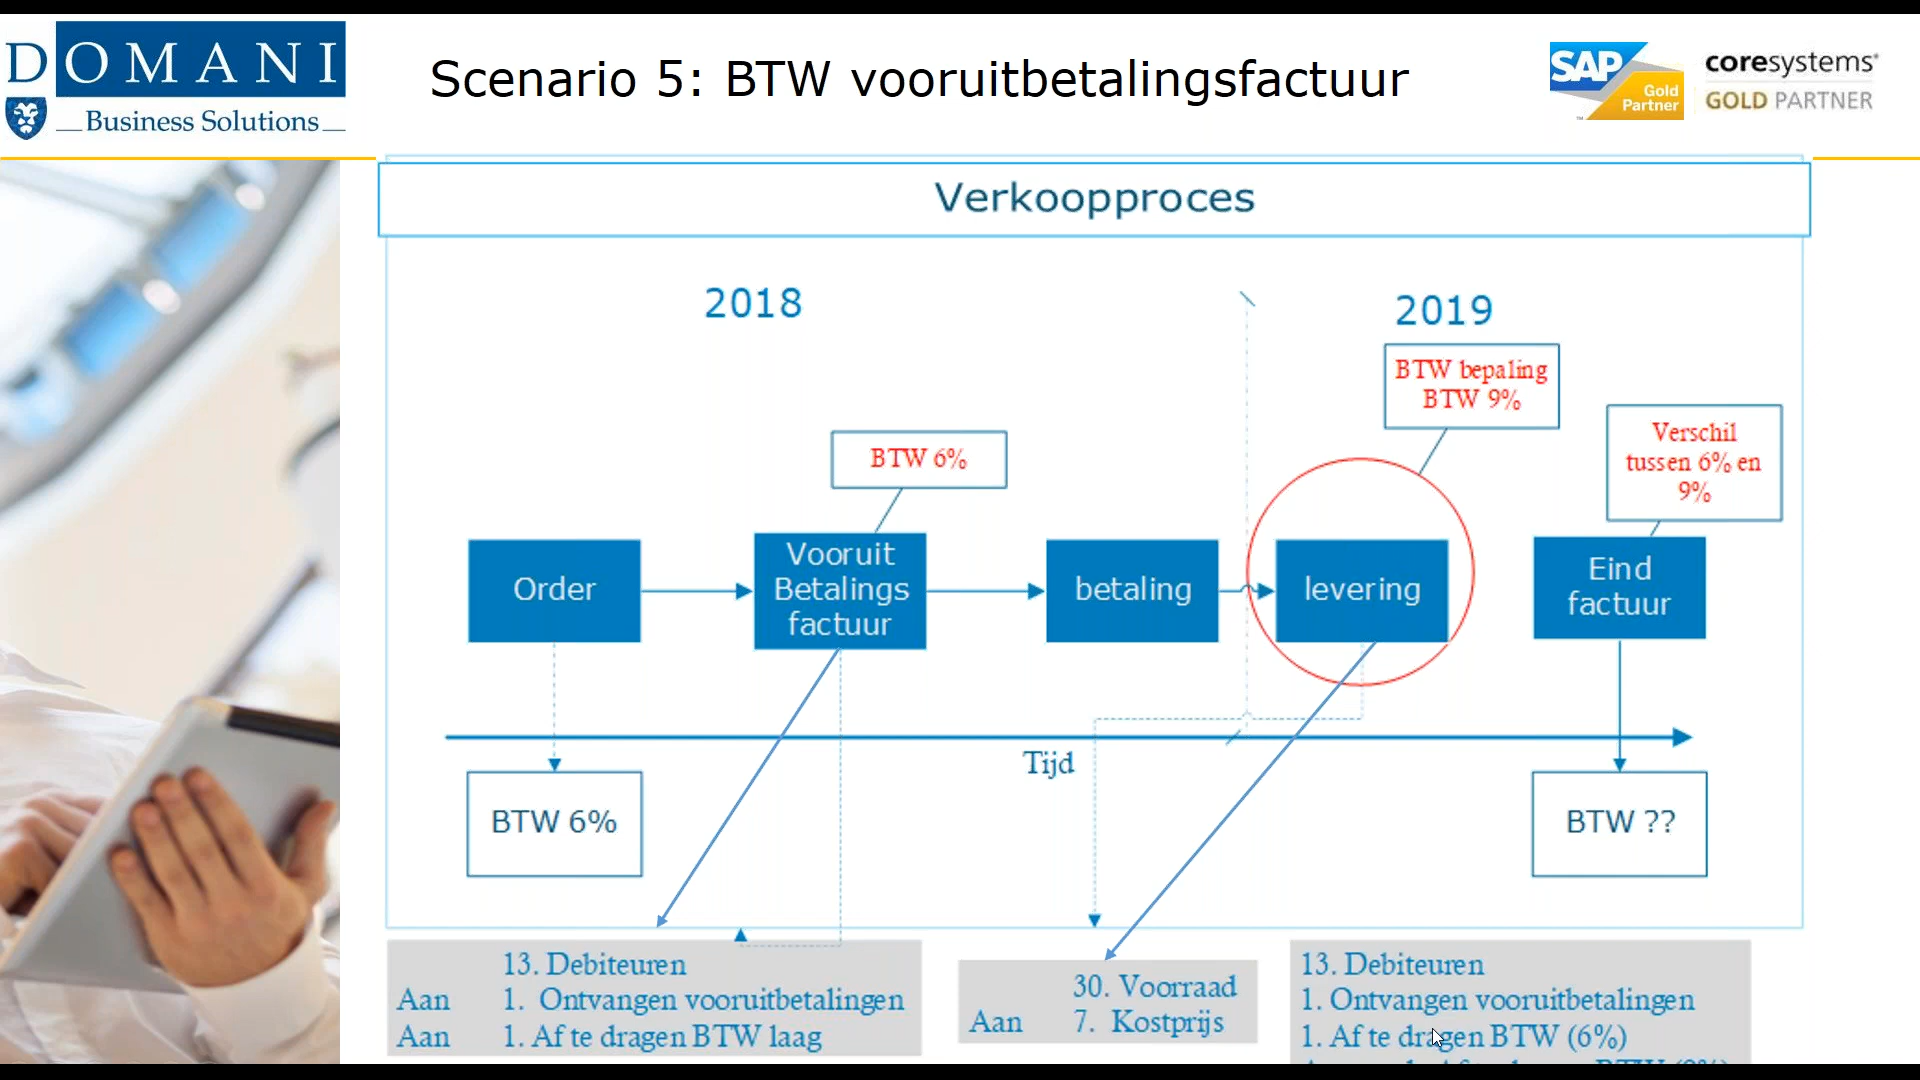 DOMANI
Business Solutions
Scenario 5: BTW vooruitbetalingsfactuur
SAP
Gold
Partner
™
coresystems®
GOLD PARTNER
Verkoopproces
2018
2019
BTW bepaling
BTW 9%
Verschil
tussen 6% en
9%
BTW 6%
Order
Vooruit
Betalings
factuur
betaling
levering
Eind
factuur
Tijd
BTW 6%
BTW ??
13. Debiteuren
Aan 1. Ontvangen vooruitbetalingen
Aan 1. Af te dragen BTW laag
30. Voorraad
Aan 7. Kostprijs
13. Debiteuren
1. Ontvangen vooruitbetalingen
1. Af te dragen BTW (6%)